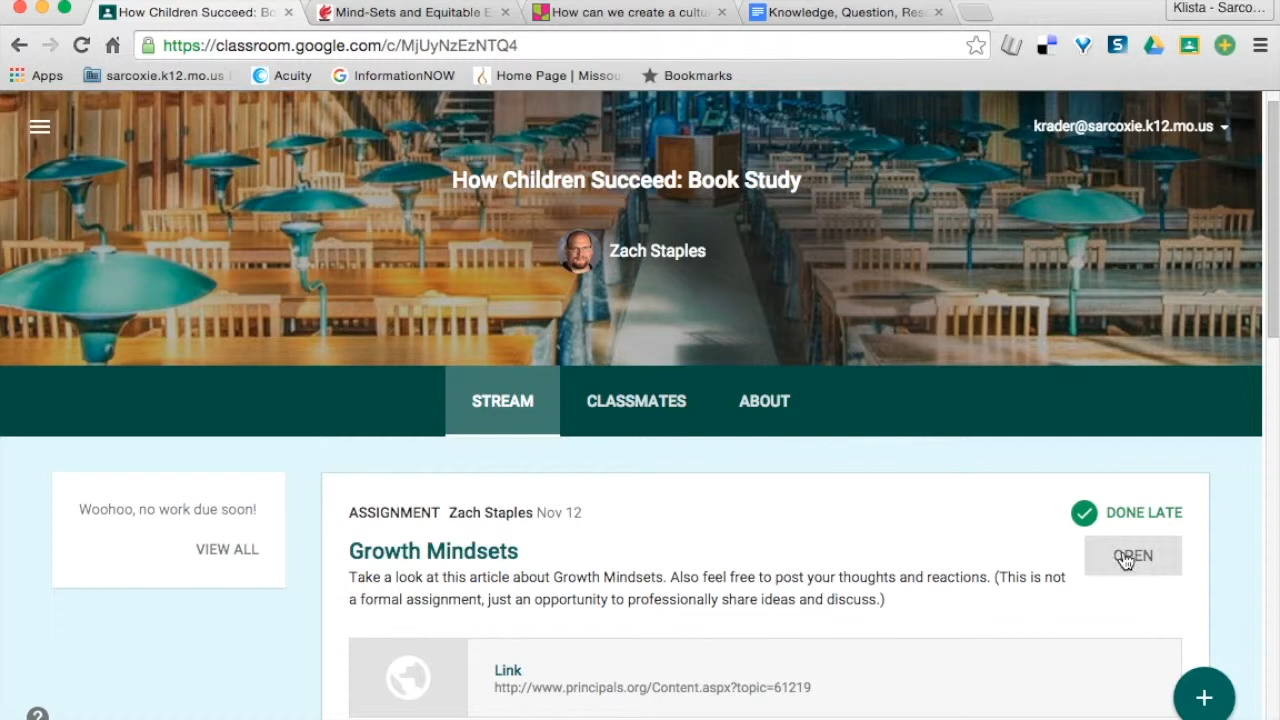 How Children Succeed: Bo
Mind-Sets and Equitable E
How can we create a cultu
Knowledge, Question, Res
Klista - Sarco...
https://classroom.google.com/c/MjUyNzEzNTQ4
Apps
sarcoxie.k12.mo.us
Acuity
InformationNOW
Home Page | Missou
Bookmarks
krader@sarcoxie.k12.mo.us
How Children Succeed: Book Study
Zach Staples
STREAM
CLASSMATES
ABOUT
Woohoo, no work due soon!
VIEW ALL
ASSIGNMENT Zach Staples Nov 12
DONE LATE
Growth Mindsets
OPEN
Take a look at this article about Growth Mindsets. Also feel free to post your thoughts and reactions. (This is not
a formal assignment, just an opportunity to professionally share ideas and discuss.)
Link
http://www.principals.org/Content.aspx?topic=61219